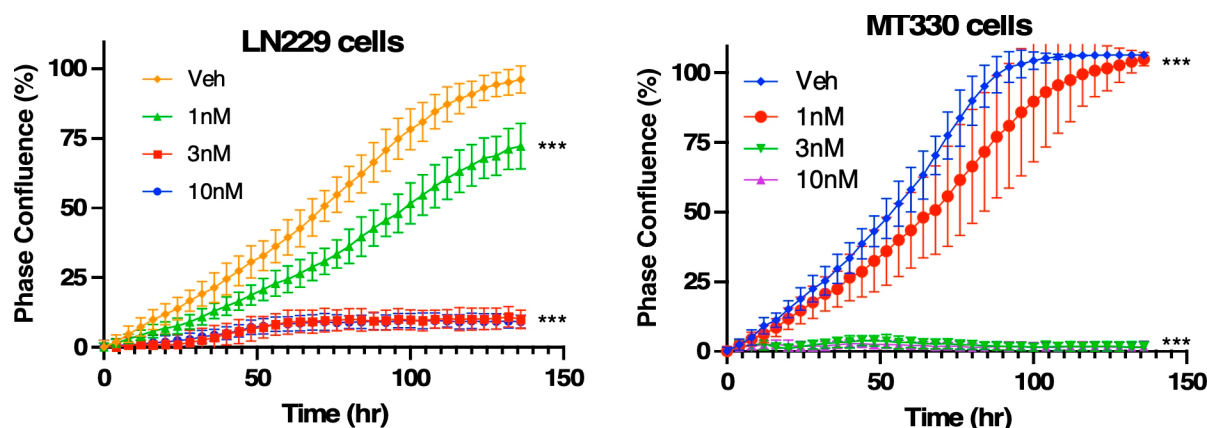 LN229 cells
Phase Confluence (%)
100
75
50
25
0
Veh
1nM
3nM
10nM
***
***
0
50
100
150
Time (hr)
MT330 cells
Phase Confluence (%)
100
75
50
25
0
Veh
1nM
3nM
10nM
***
***
0
50
100
150
Time (hr)